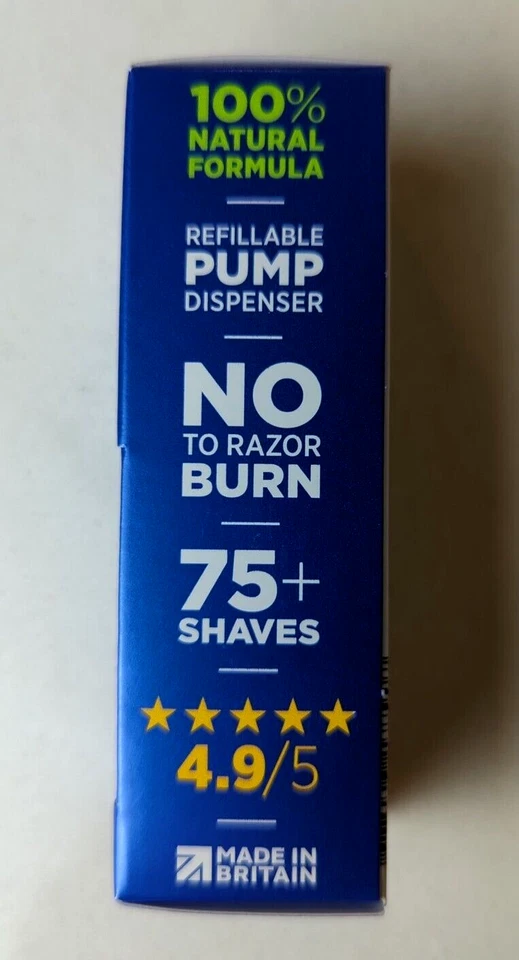 100%
NATURAL
FORMULA
REFILLABLE
PUMP
DISPENSER
NO
TO RAZOR
BURN
75+
SHAVES
4.9/5
MADE IN
BRITAIN